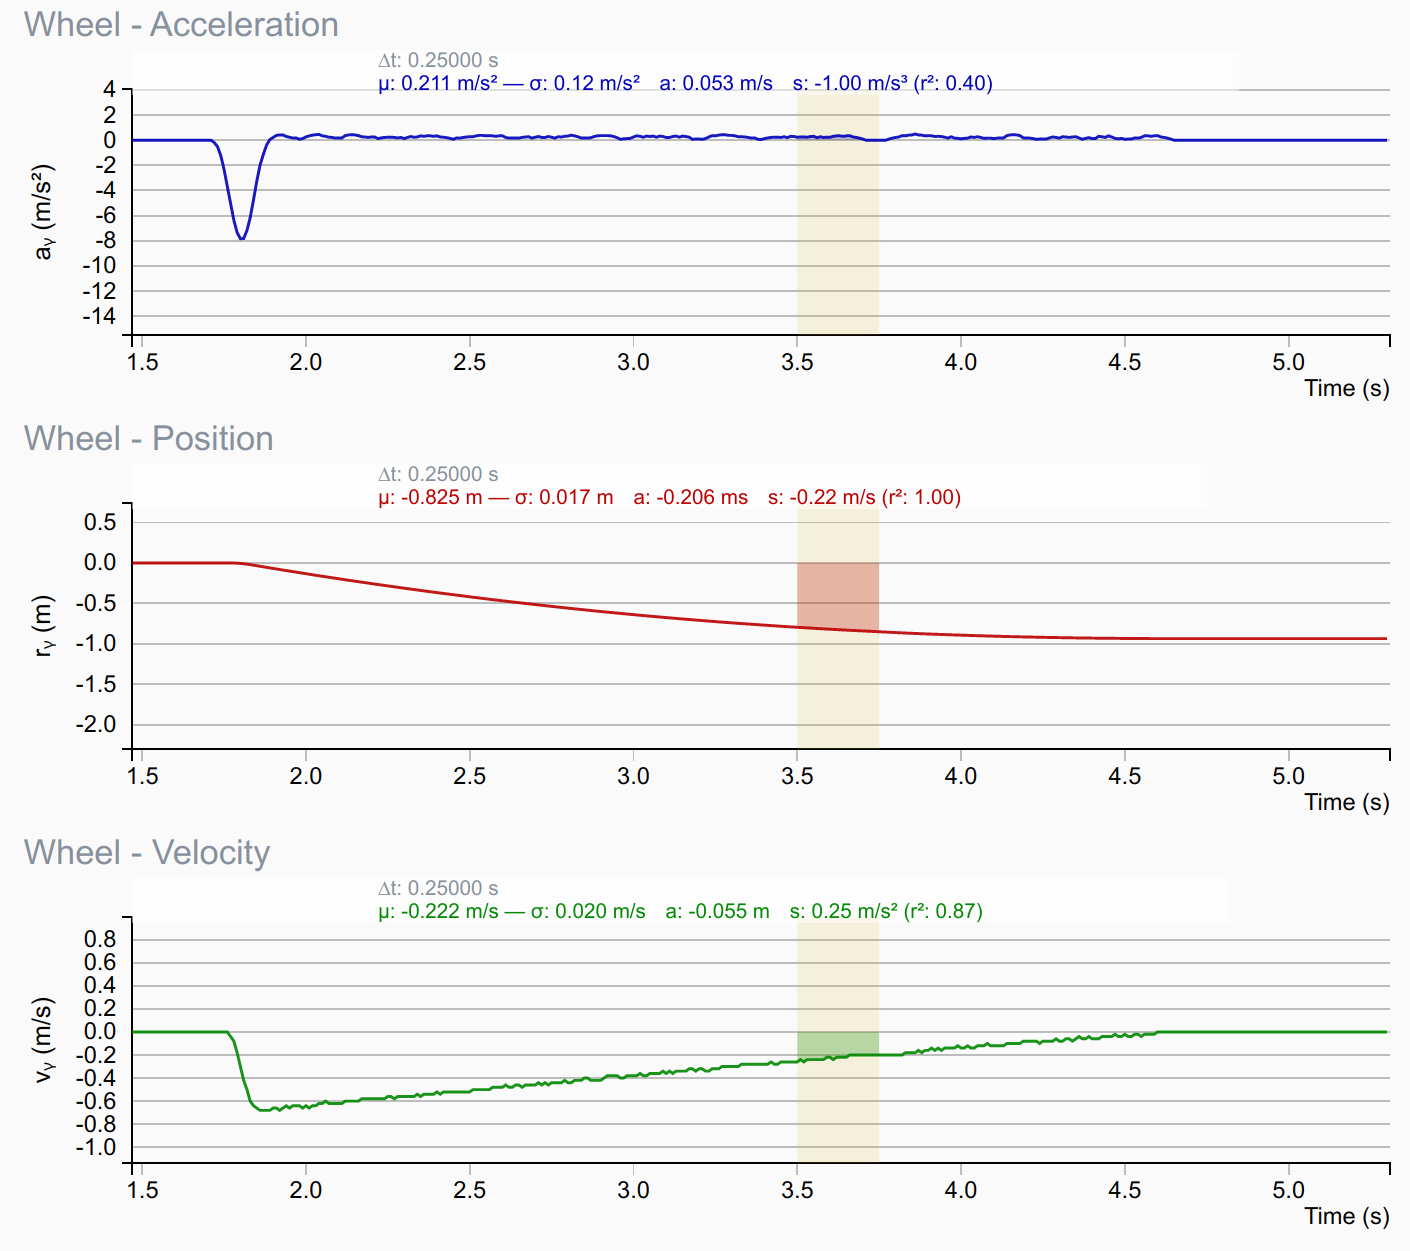 Wheel - Acceleration
Δt: 0.25000 s
μ: 0.211 m/s² — σ: 0.12 m/s² a: 0.053 m/s s: -1.00 m/s³ (r²: 0.40)
4
2
0
-2
-4
-6
-8
-10
-12
-14
aᵧ (m/s²)
1.5 2.0 2.5 3.0 3.5 4.0 4.5 5.0
Time (s)
Wheel - Position
Δt: 0.25000 s
μ: -0.825 m — σ: 0.017 m a: -0.206 ms s: -0.22 m/s (r²: 1.00)
0.5
0.0
-0.5
-1.0
-1.5
-2.0
rᵧ (m)
1.5 2.0 2.5 3.0 3.5 4.0 4.5 5.0
Time (s)
Wheel - Velocity
Δt: 0.25000 s
μ: -0.222 m/s — σ: 0.020 m/s a: -0.055 m s: 0.25 m/s² (r²: 0.87)
0.8
0.6
0.4
0.2
0.0
-0.2
-0.4
-0.6
-0.8
-1.0
vᵧ (m/s)
1.5 2.0 2.5 3.0 3.5 4.0 4.5 5.0
Time (s)